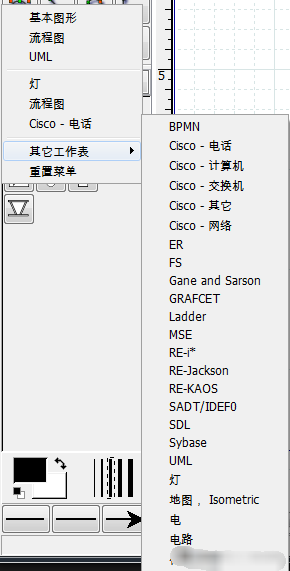 基本图形
流程图
UML
灯
流程图
Cisco - 电话
其它工作表
重置菜单
5
BPMN
Cisco - 电话
Cisco - 计算机
Cisco - 交换机
Cisco - 其它
Cisco - 网络
ER
FS
Gane and Sarson
GRAFCET
Ladder
MSE
RE-i*
RE-Jackson
RE-KAOS
SADT/IDEF0
SDL
Sybase
UML
灯
地图 ，Isometric
电
电路